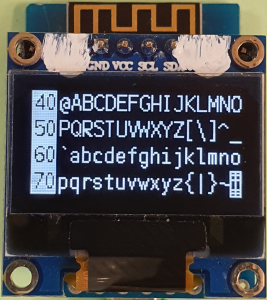 GND VCC SCL SDA
40 @ABCDEFGHIJKLMNO
50 PQRSTUVWXYZ[\]^_
60 `abcdefghijklmno
70 pqrstuvwxyz{|}~